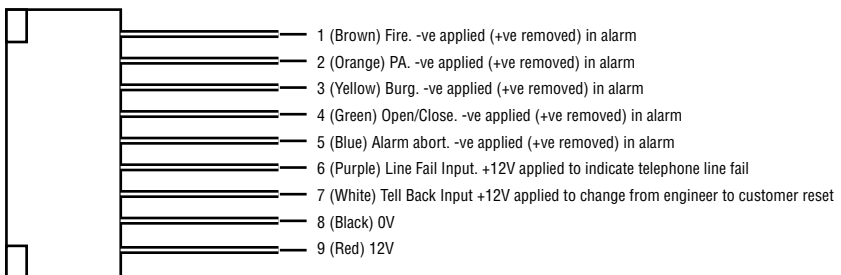 1 (Brown) Fire. -ve applied (+ve removed) in alarm
2 (Orange) PA. -ve applied (+ve removed) in alarm
3 (Yellow) Burg. -ve applied (+ve removed) in alarm
4 (Green) Open/Close. -ve applied (+ve removed) in alarm
5 (Blue) Alarm abort. -ve applied (+ve removed) in alarm
6 (Purple) Line Fail Input. +12V applied to indicate telephone line fail
7 (White) Tell Back Input +12V applied to change from engineer to customer reset
8 (Black) 0V
9 (Red) 12V